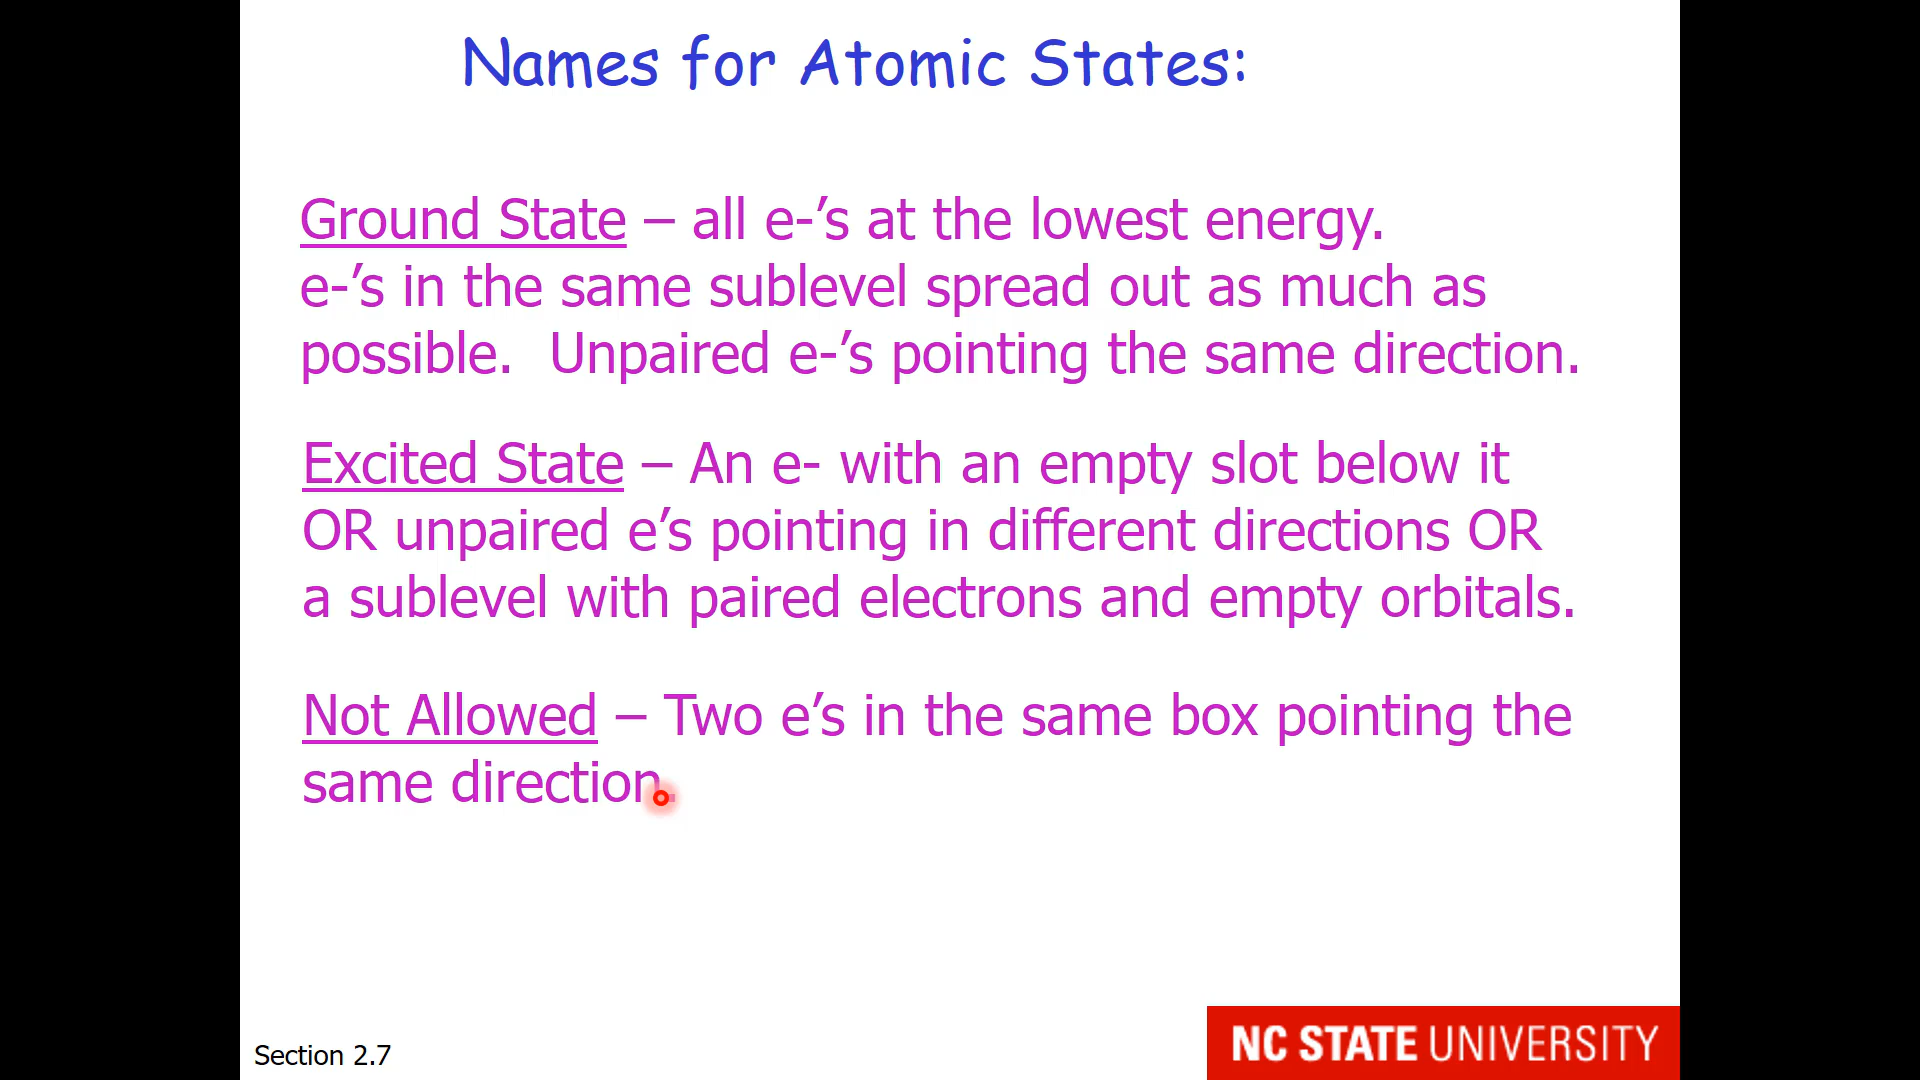 Names for Atomic States:
Ground State – all e-’s at the lowest energy.
e-’s in the same sublevel spread out as much as
possible.  Unpaired e-’s pointing the same direction.
Excited State – An e- with an empty slot below it
OR unpaired e’s pointing in different directions OR
a sublevel with paired electrons and empty orbitals.
Not Allowed – Two e’s in the same box pointing the
same direction.
Section 2.7
NC STATE UNIVERSITY